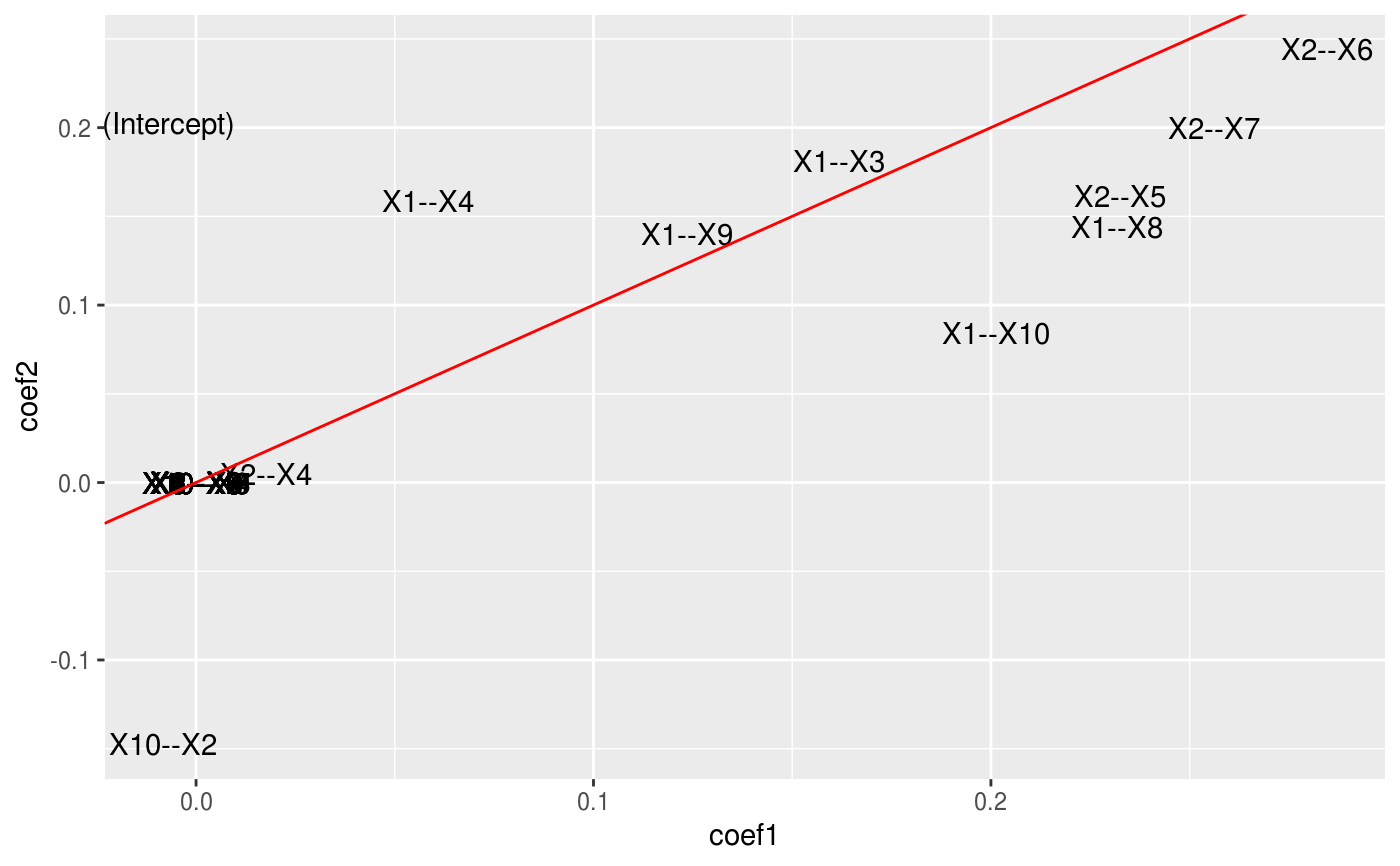 X2--X6
0.2
(Intercept)
X2--X7
X1--X3
X1--X4
X2--X5
X1--X8
X1--X9
0.1
X1--X10
coef2
X2--X4
0.0
-0.1
X10--X2
0.0
0.1
0.2
coef1